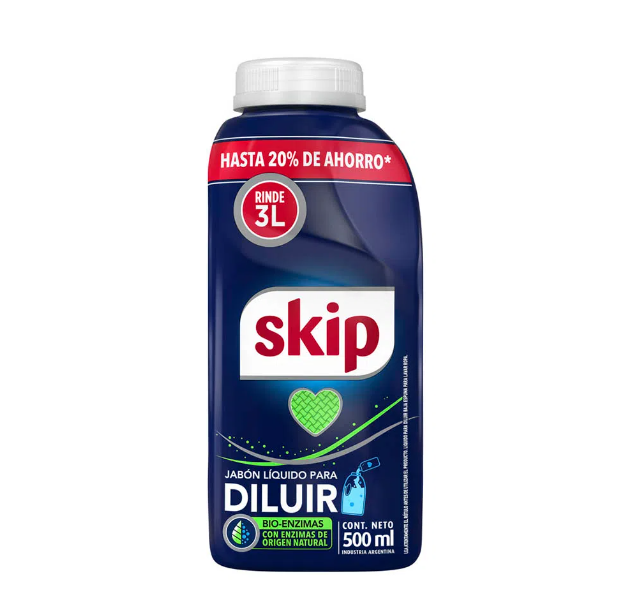 HASTA 20% DE AHORRO*
RINDE
3L
skip
JABÓN LÍQUIDO PARA
DILUIR
BIO-ENZIMAS
CON ENZIMAS DE
ORIGEN NATURAL
CONT. NETO
500 ml
INDUSTRIA ARGENTINA